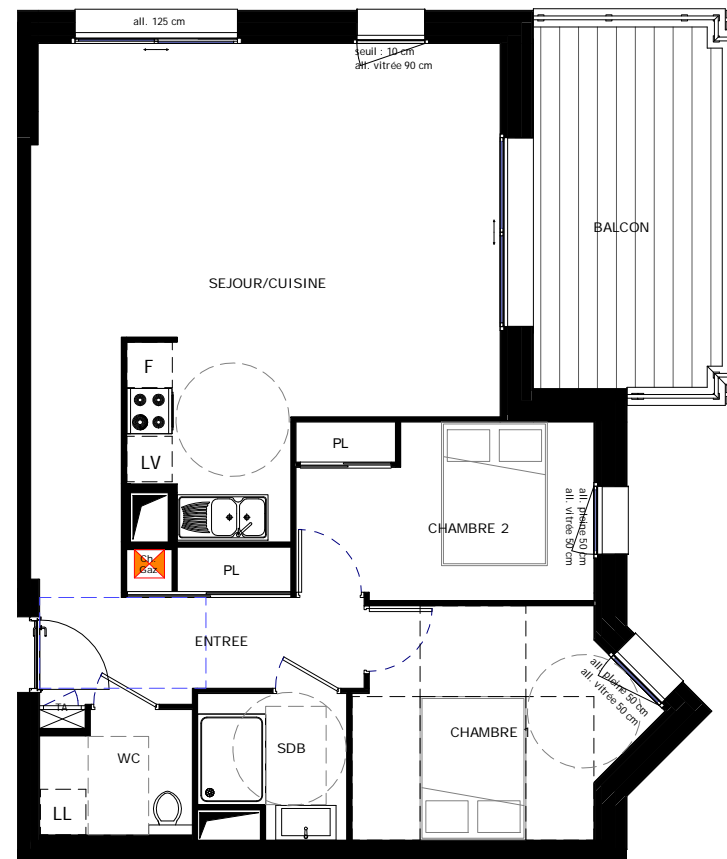 all. 125 cm
seuil : 10 cm
all. vitrée 90 cm
BALCON
SEJOUR/CUISINE
F
LV
PL
CHAMBRE 2
all. pleine 50 cm
all. vitrée 50 cm
Ch.
Gaz
PL
ENTREE
all. pleine 50 cm
all. vitrée 50 cm
TA
WC
SDB
CHAMBRE 1
LL